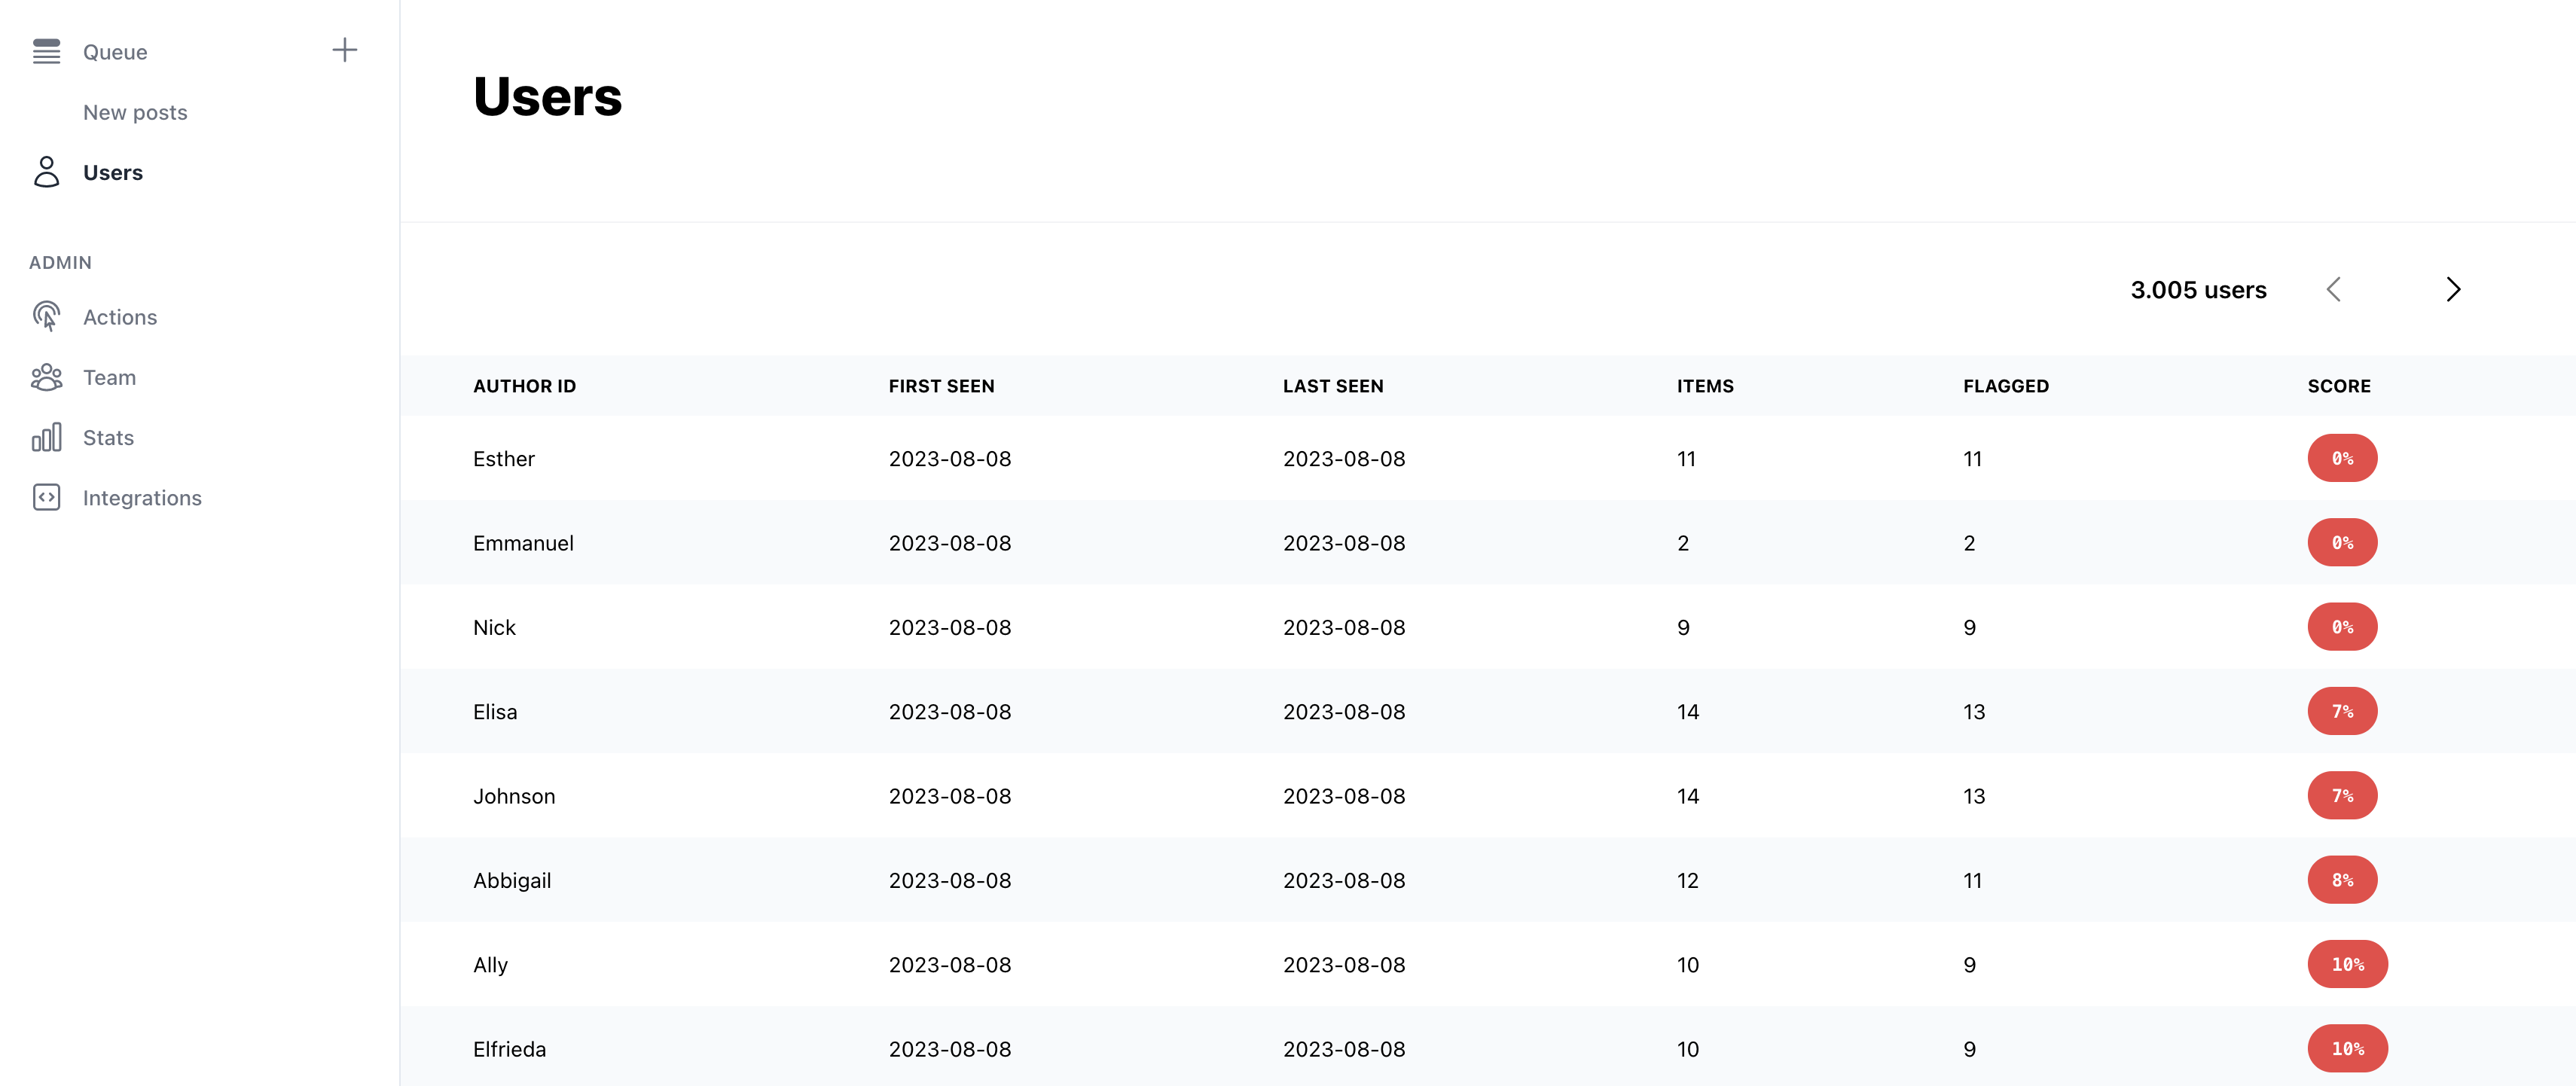 Queue
New posts
Users
ADMIN
Actions
Team
Stats
Integrations
Users
3.005 users
AUTHOR ID FIRST SEEN LAST SEEN ITEMS FLAGGED SCORE
Esther 2023-08-08 2023-08-08 11 11 0%
Emmanuel 2023-08-08 2023-08-08 2 2 0%
Nick 2023-08-08 2023-08-08 9 9 0%
Elisa 2023-08-08 2023-08-08 14 13 7%
Johnson 2023-08-08 2023-08-08 14 13 7%
Abbigail 2023-08-08 2023-08-08 12 11 8%
Ally 2023-08-08 2023-08-08 10 9 10%
Elfrieda 2023-08-08 2023-08-08 10 9 10%